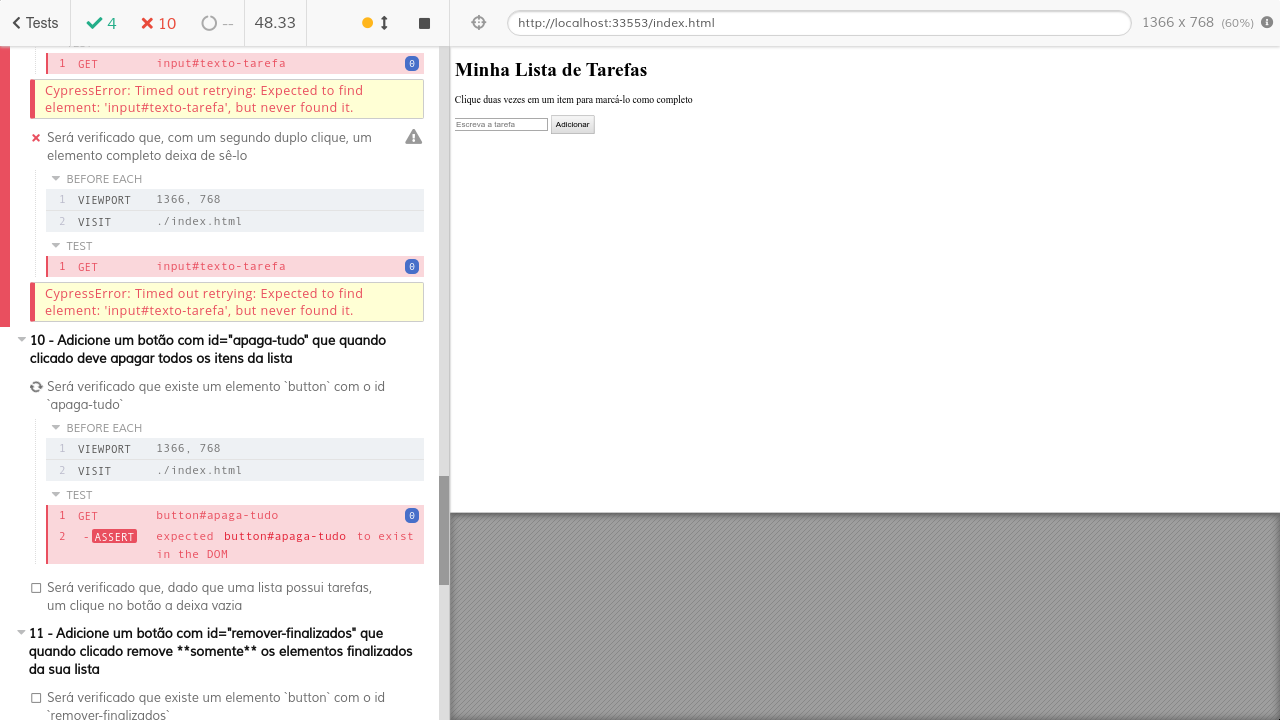 Tests
4
10
--
48.33
http://localhost:33553/index.html
1366 x 768 (60%)
1 GET input#texto-tarefa 0
CypressError: Timed out retrying: Expected to find
element: 'input#texto-tarefa', but never found it.
Será verificado que, com um segundo duplo clique, um
elemento completo deixa de sê-lo
BEFORE EACH
1 VIEWPORT 1366, 768
2 VISIT ./index.html
TEST
1 GET input#texto-tarefa 0
CypressError: Timed out retrying: Expected to find
element: 'input#texto-tarefa', but never found it.
10 - Adicione um botão com id="apaga-tudo" que quando
clicado deve apagar todos os itens da lista
Será verificado que existe um elemento `button` com o id
`apaga-tudo`
BEFORE EACH
1 VIEWPORT 1366, 768
2 VISIT ./index.html
TEST
1 GET button#apaga-tudo 0
2 -ASSERT expected button#apaga-tudo to exist
in the DOM
Será verificado que, dado que uma lista possui tarefas,
um clique no botão a deixa vazia
11 - Adicione um botão com id="remover-finalizados" que
quando clicado remove **somente** os elementos finalizados
da sua lista
Será verificado que existe um elemento `button` com o id
`remover-finalizados`
Minha Lista de Tarefas
Clique duas vezes em um item para marcá-lo como completo
Escreva a tarefa
Adicionar